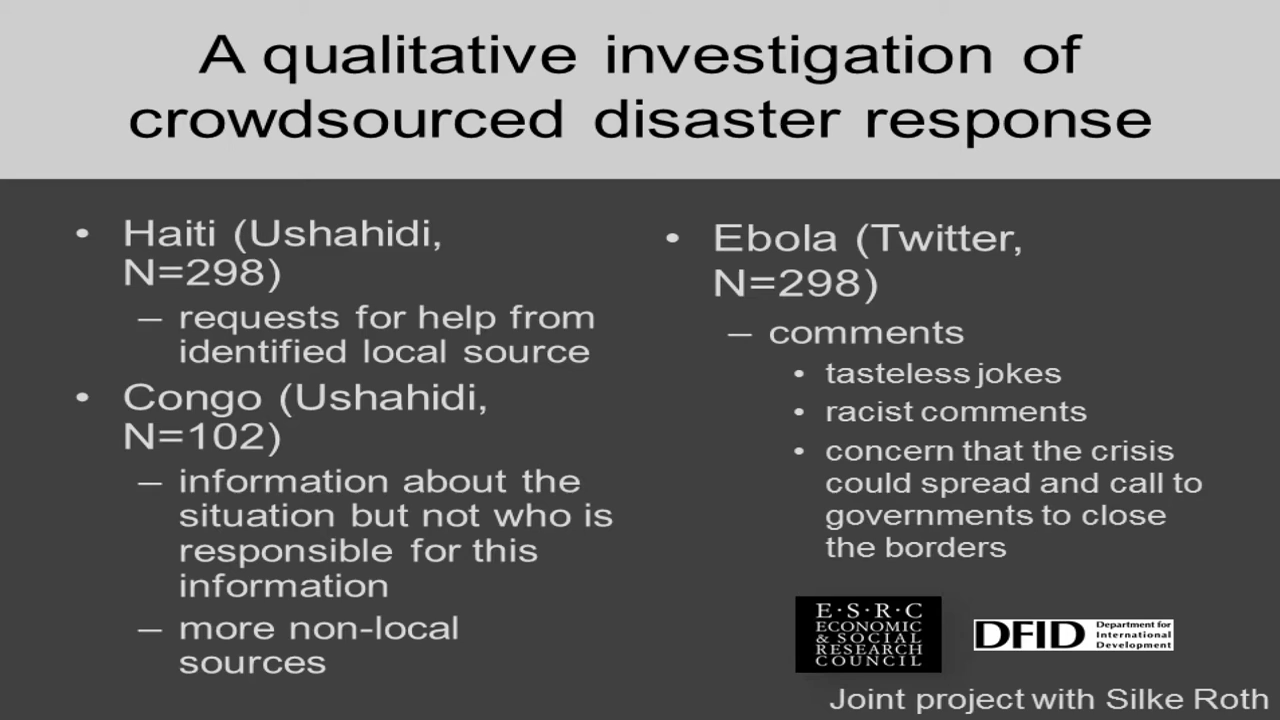 A qualitative investigation of
crowdsourced disaster response
• Haiti (Ushahidi,
N=298)
– requests for help from
identified local source
• Congo (Ushahidi,
N=102)
– information about the
situation but not who is
responsible for this
information
– more non-local
sources
• Ebola (Twitter,
N=298)
– comments
• tasteless jokes
• racist comments
• concern that the crisis
could spread and call to
governments to close
the borders
E·S·R·C
ECONOMIC
& SOCIAL
RESEARCH
COUNCIL
DFID
Department for
International
Development
Joint project with Silke Roth